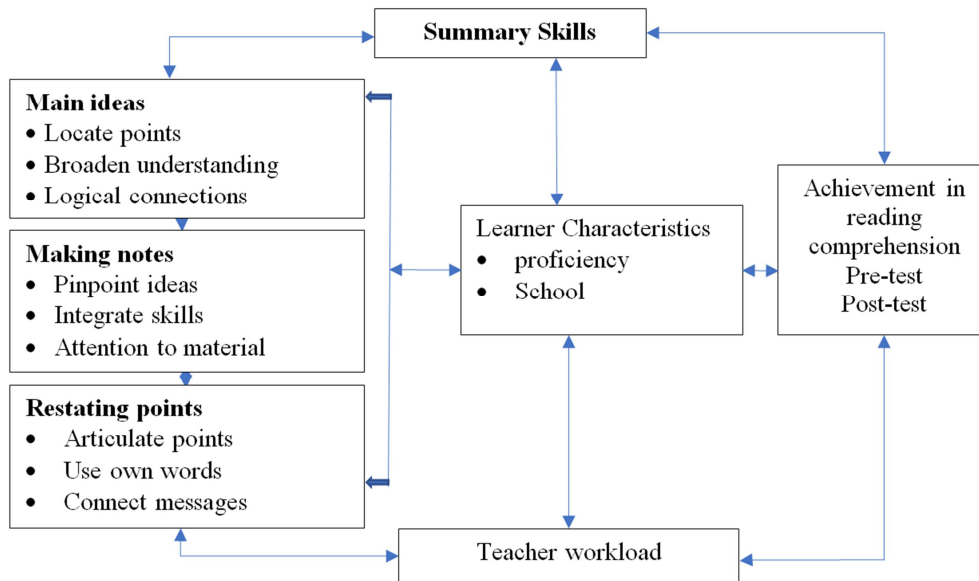 Summary Skills
Main ideas
• Locate points
• Broaden understanding
• Logical connections
Making notes
• Pinpoint ideas
• Integrate skills
• Attention to material
Restating points
• Articulate points
• Use own words
• Connect messages
Learner Characteristics
• proficiency
• School
Achievement in
reading
comprehension
Pre-test
Post-test
Teacher workload